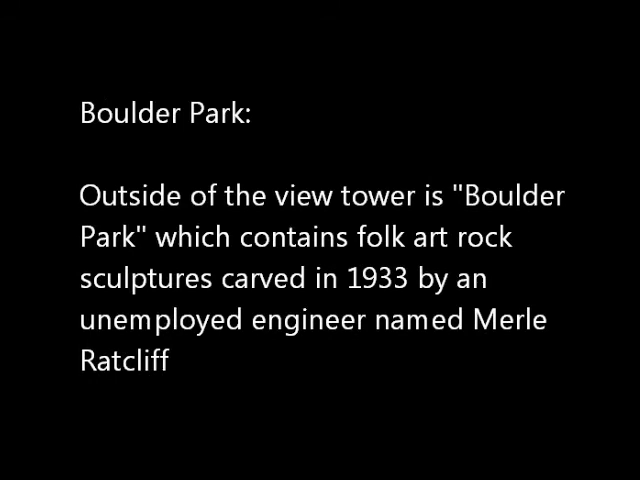 Boulder Park:
Outside of the view tower is "Boulder
Park" which contains folk art rock
sculptures carved in 1933 by an
unemployed engineer named Merle
Ratcliff